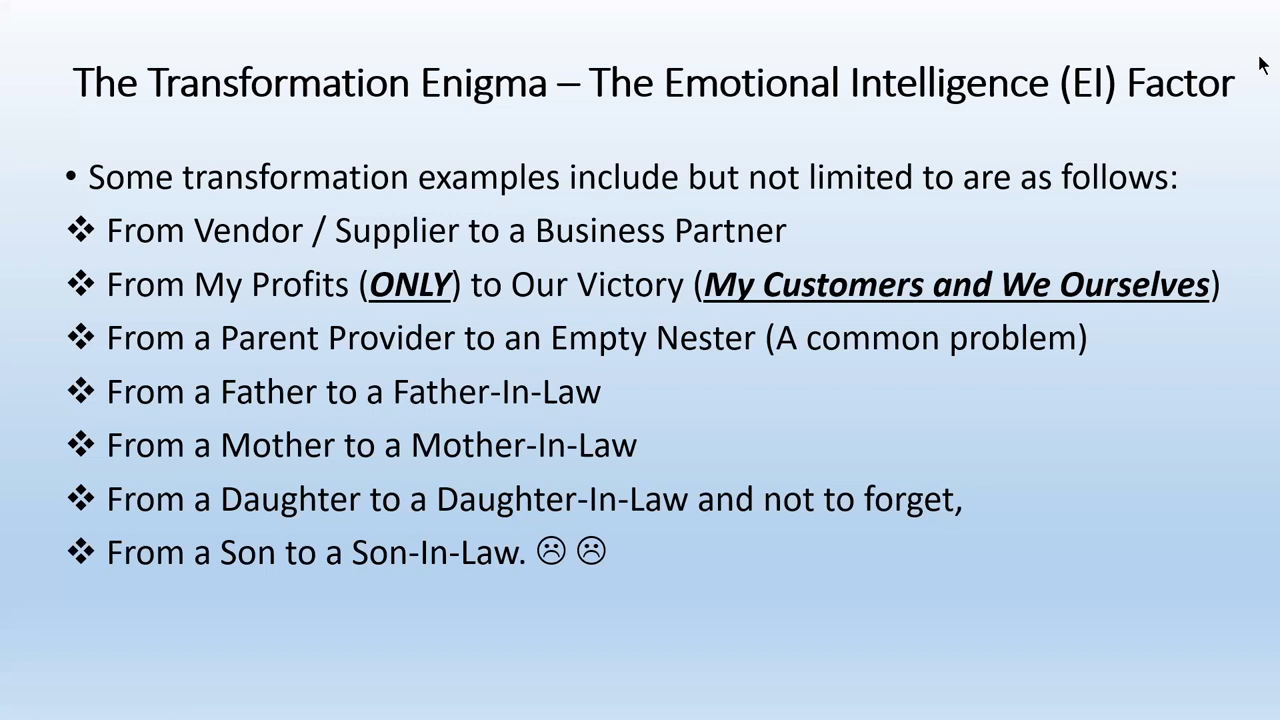 The Transformation Enigma – The Emotional Intelligence (EI) Factor
• Some transformation examples include but not limited to are as follows:
❖ From Vendor / Supplier to a Business Partner
❖ From My Profits (ONLY) to Our Victory (My Customers and We Ourselves)
❖ From a Parent Provider to an Empty Nester (A common problem)
❖ From a Father to a Father-In-Law
❖ From a Mother to a Mother-In-Law
❖ From a Daughter to a Daughter-In-Law and not to forget,
❖ From a Son to a Son-In-Law. ☹ ☹